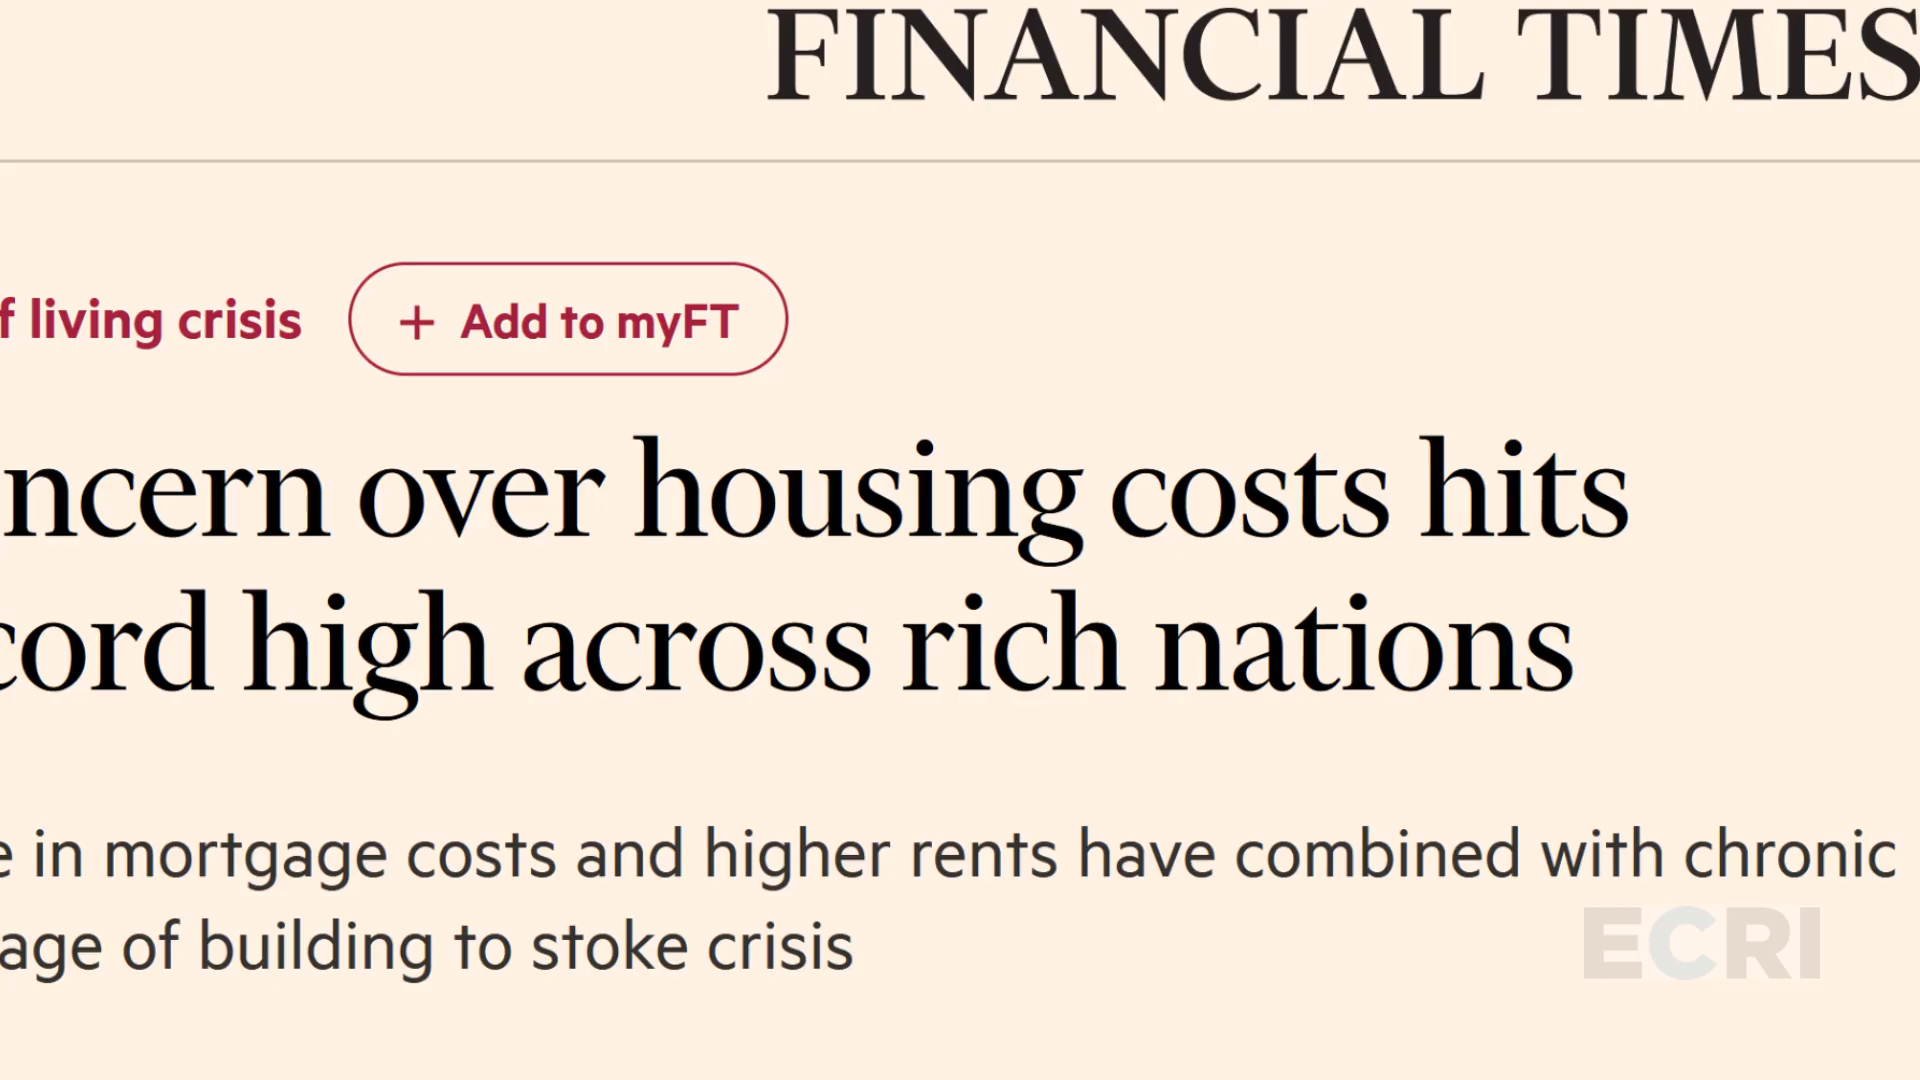 FINANCIAL TIMES
f living crisis
+ Add to myFT
ncern over housing costs hits
cord high across rich nations
e in mortgage costs and higher rents have combined with chronic
age of building to stoke crisis
ECRI